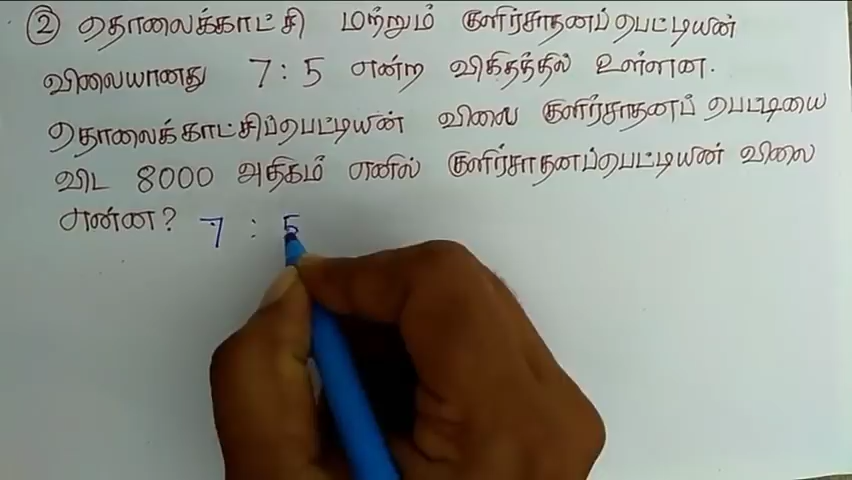 ② தொலைக்காட்சி மற்றும் குளிர்சாதனப்பெட்டியின்
விலையானது 7 : 5 என்ற விகிதத்தில் உள்ளன.
தொலைக்காட்சிப்பெட்டியின் விலை குளிர்சாதனப் பெட்டியை
விட 8000 அதிகம் எனில் குளிர்சாதனப்பெட்டியின் விலை
என்ன? 7 : 5